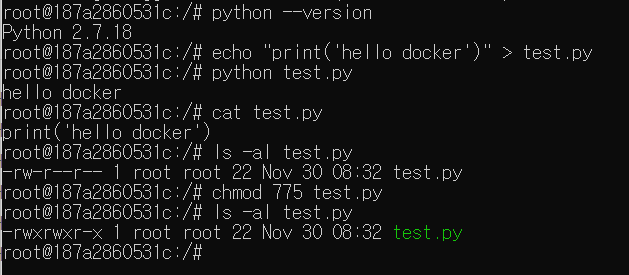 root@187a2860531c:/# python --version
Python 2.7.18
root@187a2860531c:/# echo "print('hello docker')" > test.py
root@187a2860531c:/# python test.py
hello docker
root@187a2860531c:/# cat test.py
print('hello docker')
root@187a2860531c:/# ls -al test.py
-rw-r--r-- 1 root root 22 Nov 30 08:32 test.py
root@187a2860531c:/# chmod 775 test.py
root@187a2860531c:/# ls -al test.py
-rwxrwxr-x 1 root root 22 Nov 30 08:32 test.py
root@187a2860531c:/#